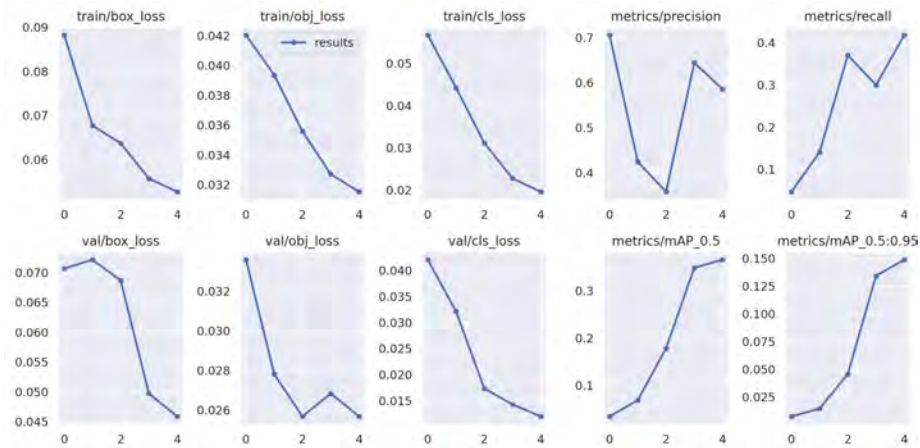 train/box_loss
0.09
0.08
0.07
0.06
0 2 4
train/obj_loss
results
0.042
0.040
0.038
0.036
0.034
0.032
0 2 4
train/cls_loss
0.05
0.04
0.03
0.02
0 2 4
metrics/precision
0.7
0.6
0.5
0.4
0 2 4
metrics/recall
0.4
0.3
0.2
0.1
0 2 4
val/box_loss
0.070
0.065
0.060
0.055
0.050
0.045
0 2 4
val/obj_loss
0.032
0.030
0.028
0.026
0 2 4
val/cls_loss
0.040
0.035
0.030
0.025
0.020
0.015
0 2 4
metrics/mAP_0.5
0.3
0.2
0.1
0 2 4
metrics/mAP_0.5:0.95
0.150
0.125
0.100
0.075
0.050
0.025
0 2 4